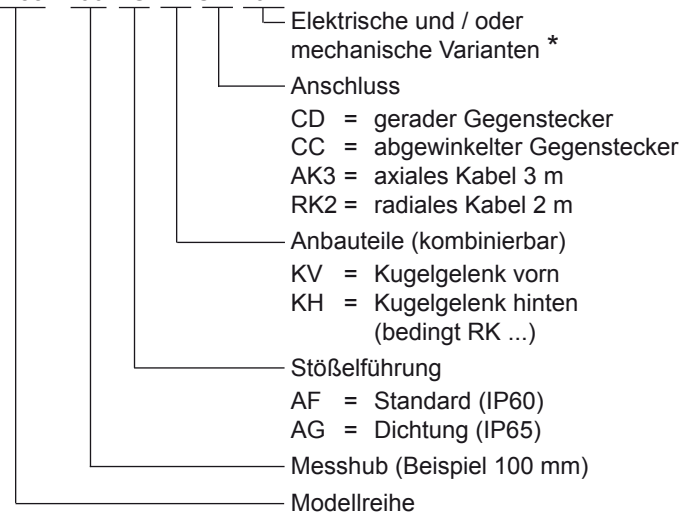 Elektrische und / oder
mechanische Varianten *
Anschluss
CD = gerader Gegenstecker
CC = abgewinkelter Gegenstecker
AK3 = axiales Kabel 3 m
RK2 = radiales Kabel 2 m
Anbauteile (kombinierbar)
KV = Kugelgelenk vorn
KH = Kugelgelenk hinten
(bedingt RK ...)
Stößelführung
AF = Standard (IP60)
AG = Dichtung (IP65)
Messhub (Beispiel 100 mm)
Modellreihe